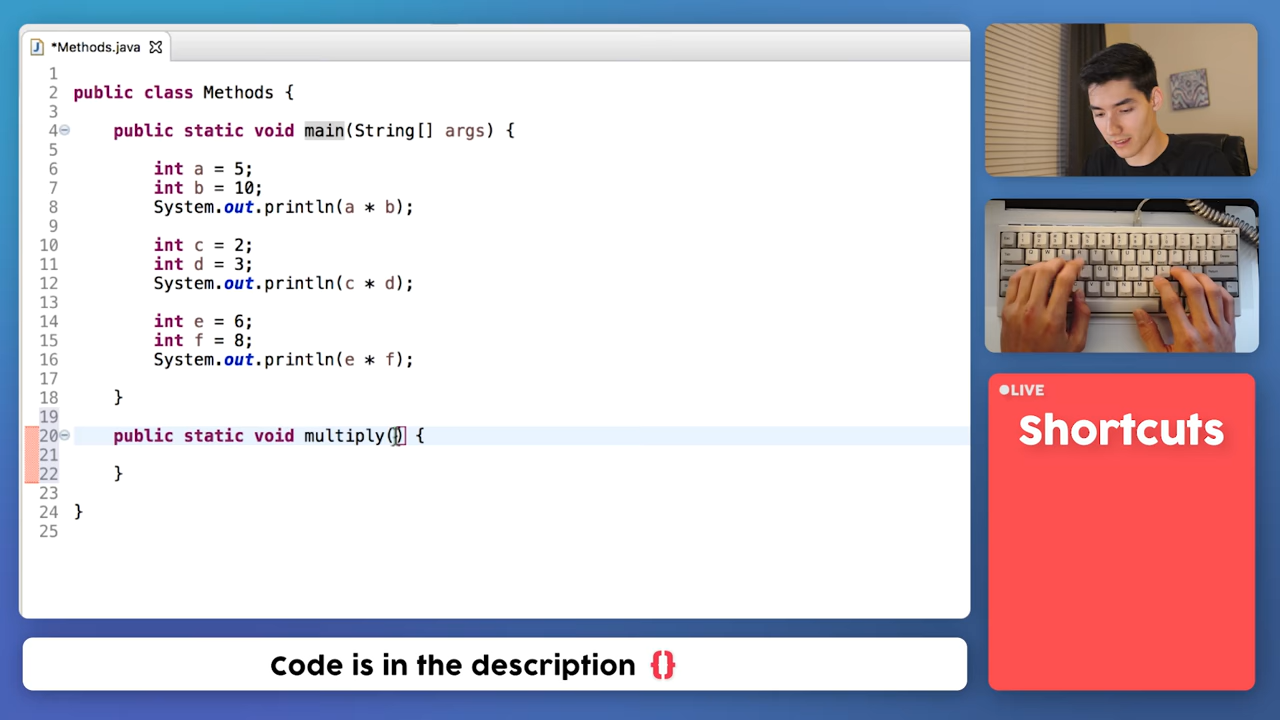 *Methods.java
1
2 public class Methods {
3
4 public static void main(String[] args) {
5
6 int a = 5;
7 int b = 10;
8 System.out.println(a * b);
9
10 int c = 2;
11 int d = 3;
12 System.out.println(c * d);
13
14 int e = 6;
15 int f = 8;
16 System.out.println(e * f);
17
18 }
19
20 public static void multiply() {
21
22 }
23
24 }
25
LIVE
Shortcuts
Code is in the description {}